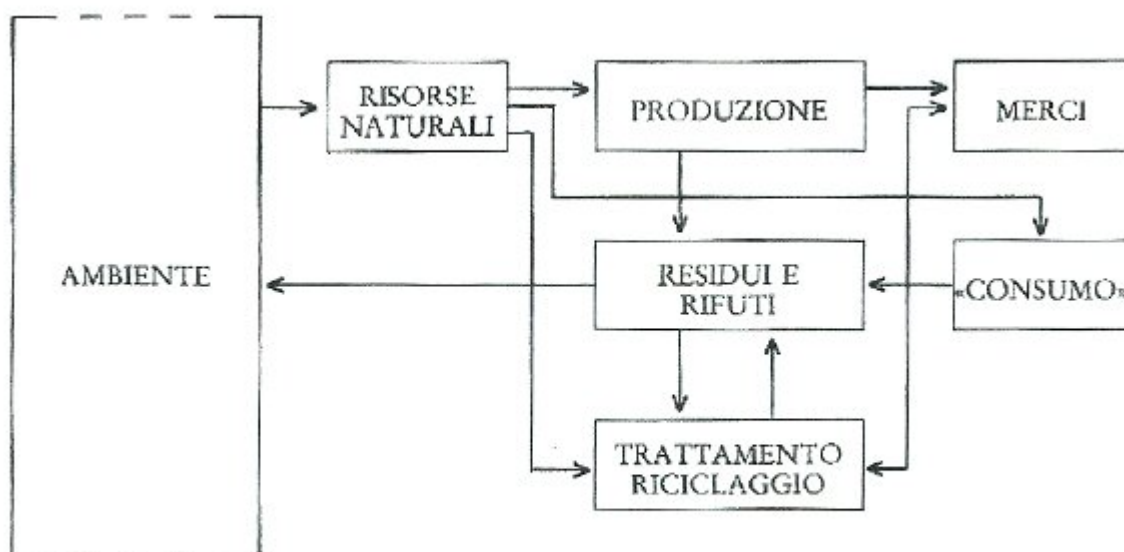 RISORSE
NATURALI
PRODUZIONE
MERCI
AMBIENTE
RESIDUI E
RIFUTI
«CONSUMO»
TRATTAMENTO
RICICLAGGIO